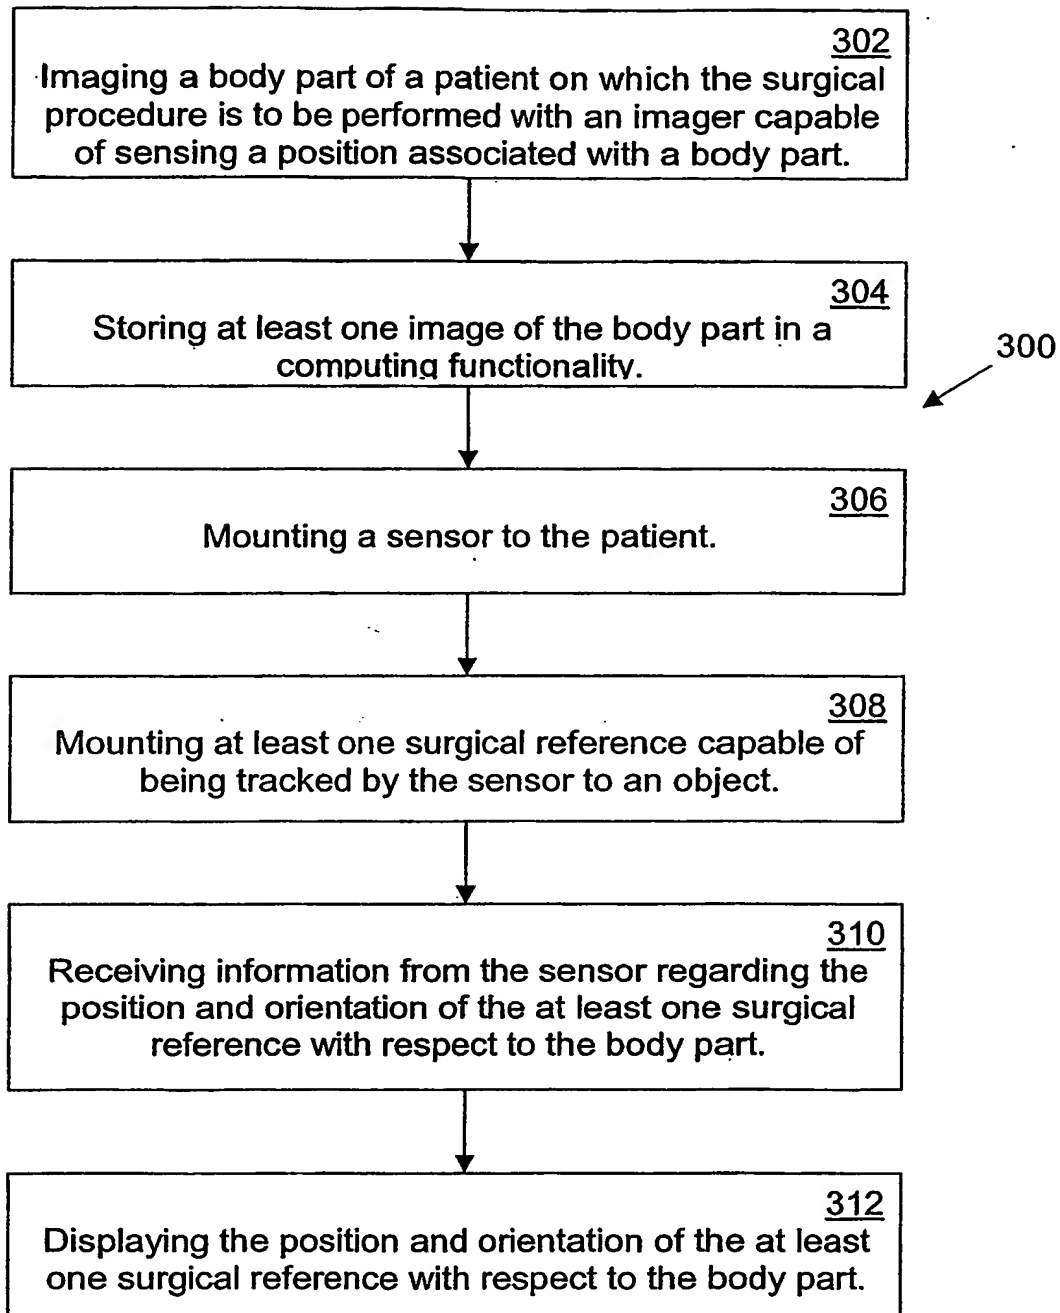 302
Imaging a body part of a patient on which the surgical
procedure is to be performed with an imager capable
of sensing a position associated with a body part.
304
Storing at least one image of the body part in a
computing functionality.
300
306
Mounting a sensor to the patient.
308
Mounting at least one surgical reference capable of
being tracked by the sensor to an object.
310
Receiving information from the sensor regarding the
position and orientation of the at least one surgical
reference with respect to the body part.
312
Displaying the position and orientation of the at least
one surgical reference with respect to the body part.